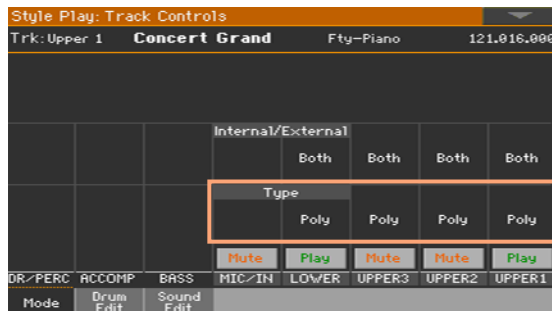 Style Play: Track Controls
Trk: Upper 1 Concert Grand Fty-Piano 121.016.000
Internal/External
Both Both Both Both
Type
Poly Poly Poly Poly
Mute Play Mute Mute Play
DR/PERC ACCOMP BASS MIC/IN LOWER UPPER3 UPPER2 UPPER1
Mode Drum Edit Sound Edit